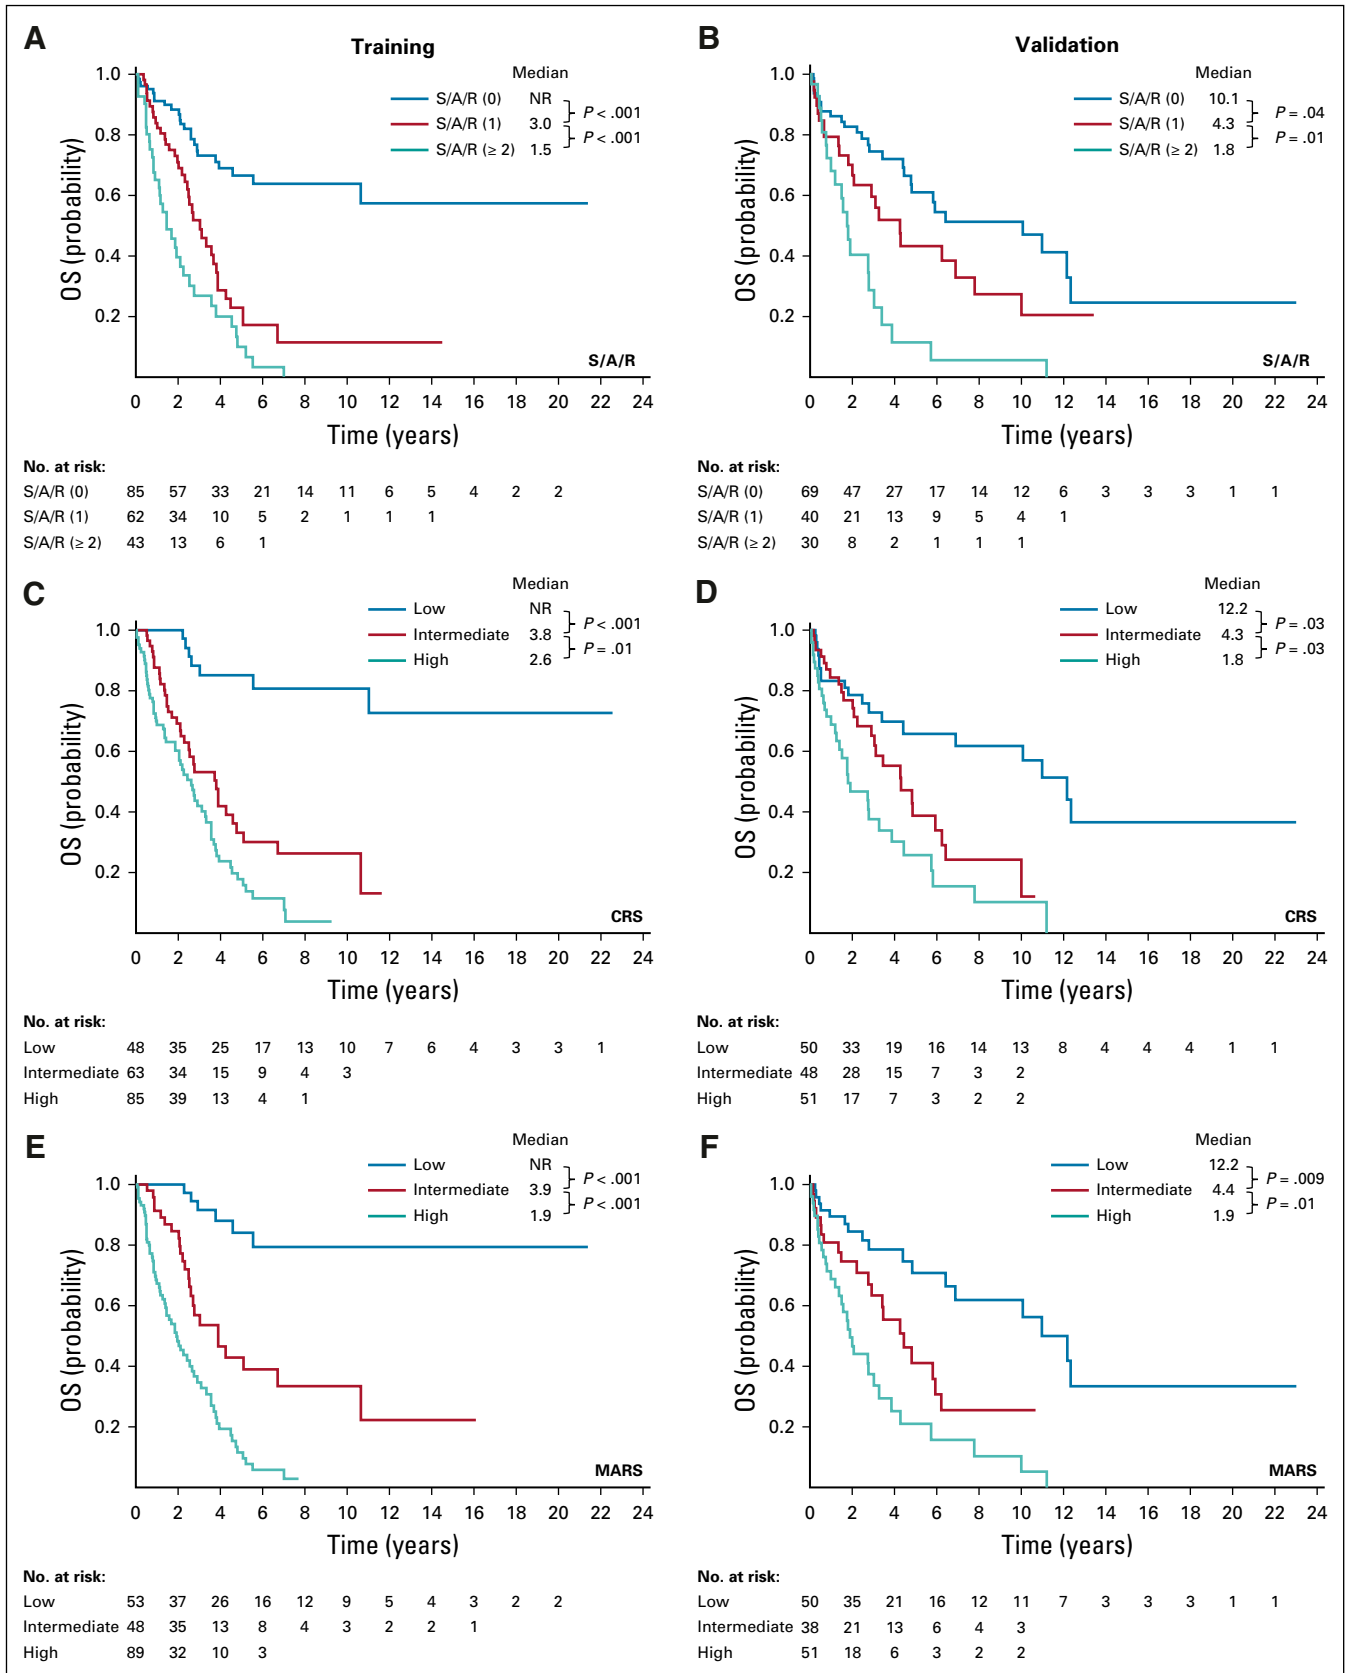 A
Training
Median
S/A/R (0) NR
S/A/R (1) 3.0
S/A/R (≥ 2) 1.5
P < .001
P < .001
OS (probability)
1.0
0.8
0.6
0.4
0.2
S/A/R
0 2 4 6 8 10 12 14 16 18 20 22 24
Time (years)
No. at risk:
S/A/R (0) 85 57 33 21 14 11 6 5 4 2 2
S/A/R (1) 62 34 10 5 2 1 1 1
S/A/R (≥ 2) 43 13 6 1
B
Validation
Median
S/A/R (0) 10.1
S/A/R (1) 4.3
S/A/R (≥ 2) 1.8
P = .04
P = .01
OS (probability)
1.0
0.8
0.6
0.4
0.2
S/A/R
0 2 4 6 8 10 12 14 16 18 20 22 24
Time (years)
No. at risk:
S/A/R (0) 69 47 27 17 14 12 6 3 3 3 1 1
S/A/R (1) 40 21 13 9 5 4 1
S/A/R (≥ 2) 30 8 2 1 1 1
C
Median
Low NR
Intermediate 3.8
High 2.6
P < .001
P = .01
OS (probability)
1.0
0.8
0.6
0.4
0.2
CRS
0 2 4 6 8 10 12 14 16 18 20 22 24
Time (years)
No. at risk:
Low 48 35 25 17 13 10 7 6 4 3 3 1
Intermediate 63 34 15 9 4 3
High 85 39 13 4 1
D
Median
Low 12.2
Intermediate 4.3
High 1.8
P = .03
P = .03
OS (probability)
1.0
0.8
0.6
0.4
0.2
CRS
0 2 4 6 8 10 12 14 16 18 20 22 24
Time (years)
No. at risk:
Low 50 33 19 16 14 13 8 4 4 4 1 1
Intermediate 48 28 15 7 3 2
High 51 17 7 3 2 2
E
Median
Low NR
Intermediate 3.9
High 1.9
P < .001
P < .001
OS (probability)
1.0
0.8
0.6
0.4
0.2
MARS
0 2 4 6 8 10 12 14 16 18 20 22 24
Time (years)
No. at risk:
Low 53 37 26 16 12 9 5 4 3 2 2
Intermediate 48 35 13 8 4 3 2 2 1
High 89 32 10 3
F
Median
Low 12.2
Intermediate 4.4
High 1.9
P = .009
P = .01
OS (probability)
1.0
0.8
0.6
0.4
0.2
MARS
0 2 4 6 8 10 12 14 16 18 20 22 24
Time (years)
No. at risk:
Low 50 35 21 16 12 11 7 3 3 3 1 1
Intermediate 38 21 13 6 4 3
High 51 18 6 3 2 2